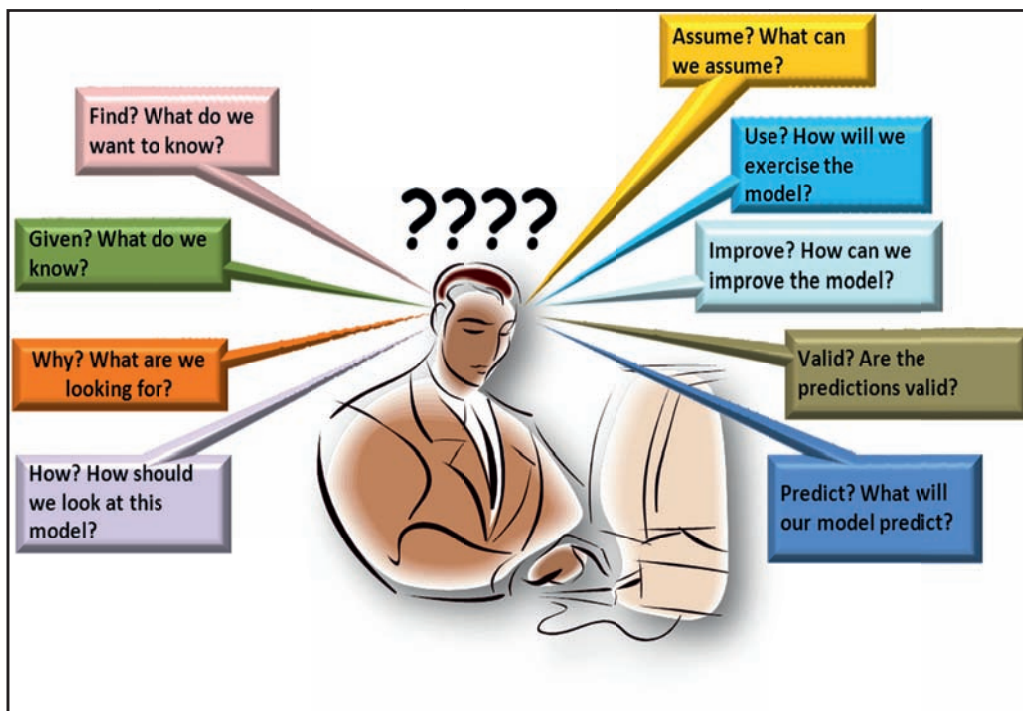 Find? What do we
want to know?
Given? What do we
know?
Why? What are we
looking for?
How? How should
we look at this
model?
????
Assume? What can
we assume?
Use? How will we
exercise the
model?
Improve? How can we
improve the model?
Valid? Are the
predictions valid?
Predict? What will
our model predict?